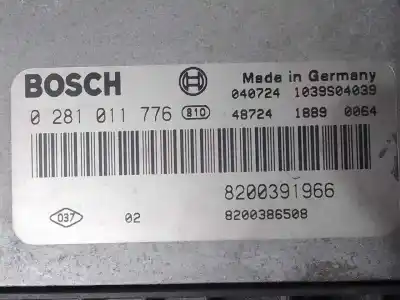 BOSCH Made in Germany
040724 1039S04039
0 281 011 776 810 48724 1889 0064
8200391966
037 02 8200386508